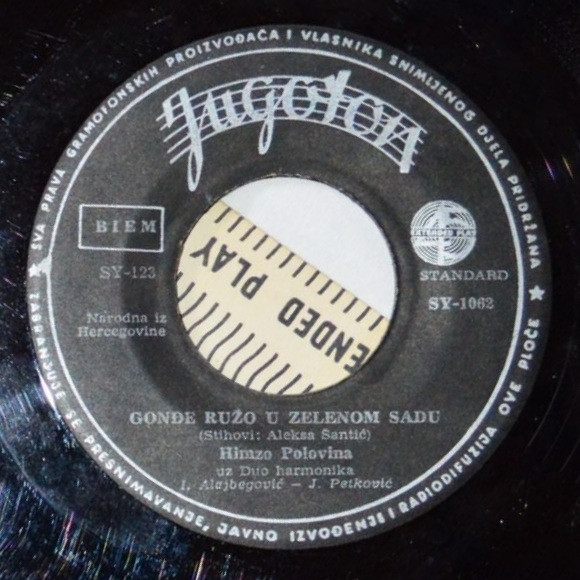 SVA PRAVA GRAMOFONSKIH PROIZVOĐAČA I VLASNIKA SNIMLJENOG DJELA PRIDRŽANA ★ ZABRANJUJE SE PRESNIMAVANJE, JAVNO IZVOĐENJE I RADIODIFUZIJA OVE PLOČE ★
Jugoton
BIEM
SY-123
Narodna iz
Hercegovine
EXTENDED PLAY
45
STANDARD
SY-1062
ENDED PLAY
GONĐE RUŽO U ZELENOM SADU
(Stihovi: Aleksa Šantić)
Himzo Polovina
uz Duo harmonika
I. Alajbegović – J. Petković